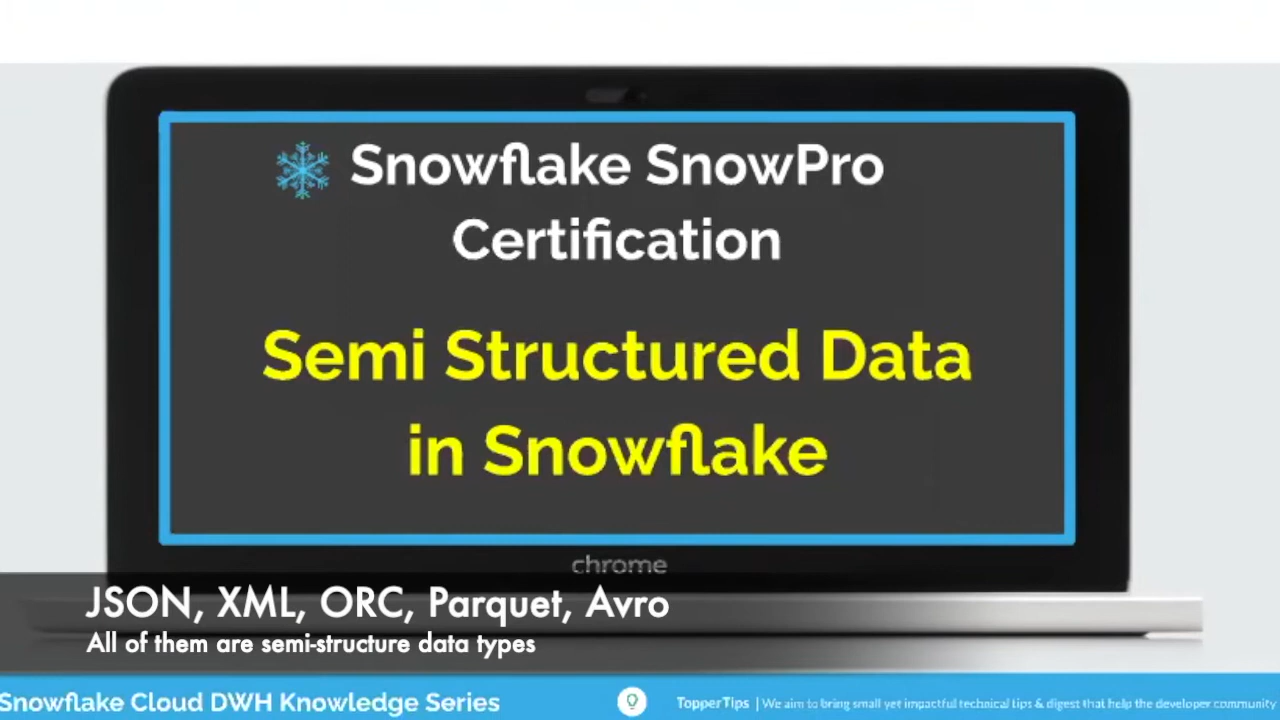 Snowflake SnowPro
Certification
Semi Structured Data
in Snowflake
chrome
JSON, XML, ORC, Parquet, Avro
All of them are semi-structure data types
Snowflake Cloud DWH Knowledge Series
TopperTips | We aim to bring small yet impactful technical tips & digest that help the developer community